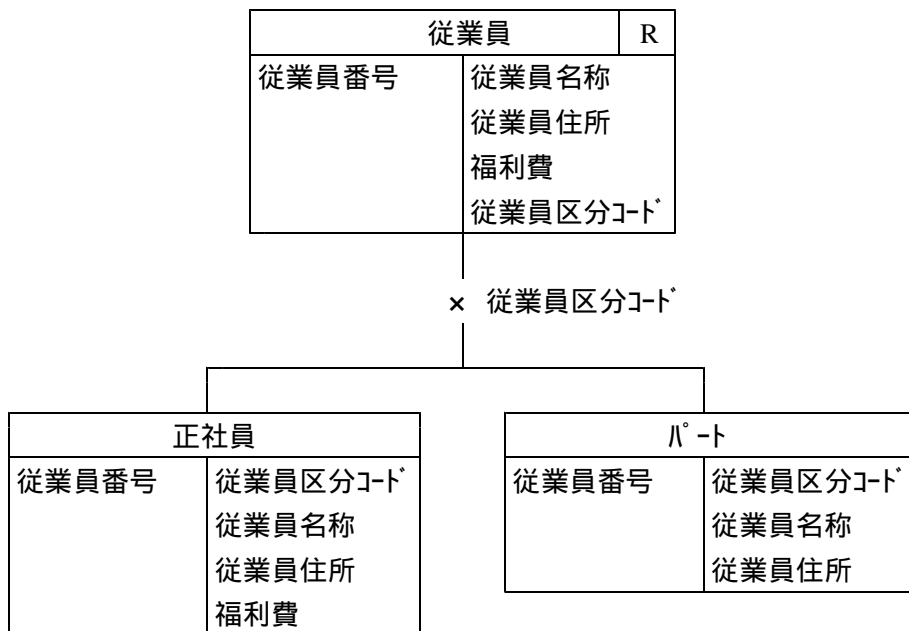 従業員 R
従業員番号 従業員名称
従業員住所
福利費
従業員区分ｺｰﾄﾞ
× 従業員区分ｺｰﾄﾞ
正社員
従業員番号 従業員区分ｺｰﾄﾞ
従業員名称
従業員住所
福利費
ﾊﾟｰﾄ
従業員番号 従業員区分ｺｰﾄﾞ
従業員名称
従業員住所